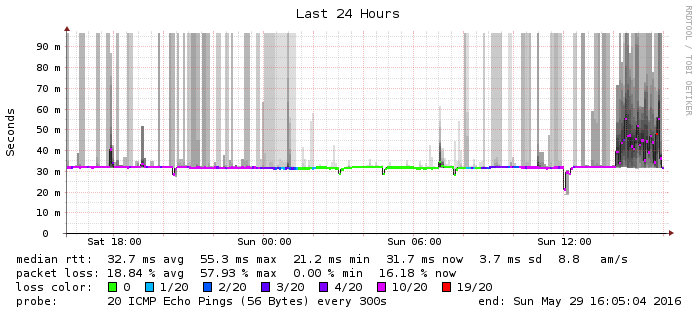 Last 24 Hours
RRDTOOL / TOBI OETIKER
Seconds
90 m
80 m
70 m
60 m
50 m
40 m
30 m
20 m
10 m
0
Sat 18:00 Sun 00:00 Sun 06:00 Sun 12:00
median rtt: 32.7 ms avg 55.3 ms max 21.2 ms min 31.7 ms now 3.7 ms sd 8.8 am/s
packet loss: 18.84 % avg 57.93 % max 0.00 % min 16.18 % now
loss color: 0 1/20 2/20 3/20 4/20 10/20 19/20
probe: 20 ICMP Echo Pings (56 Bytes) every 300s end: Sun May 29 16:05:04 2016